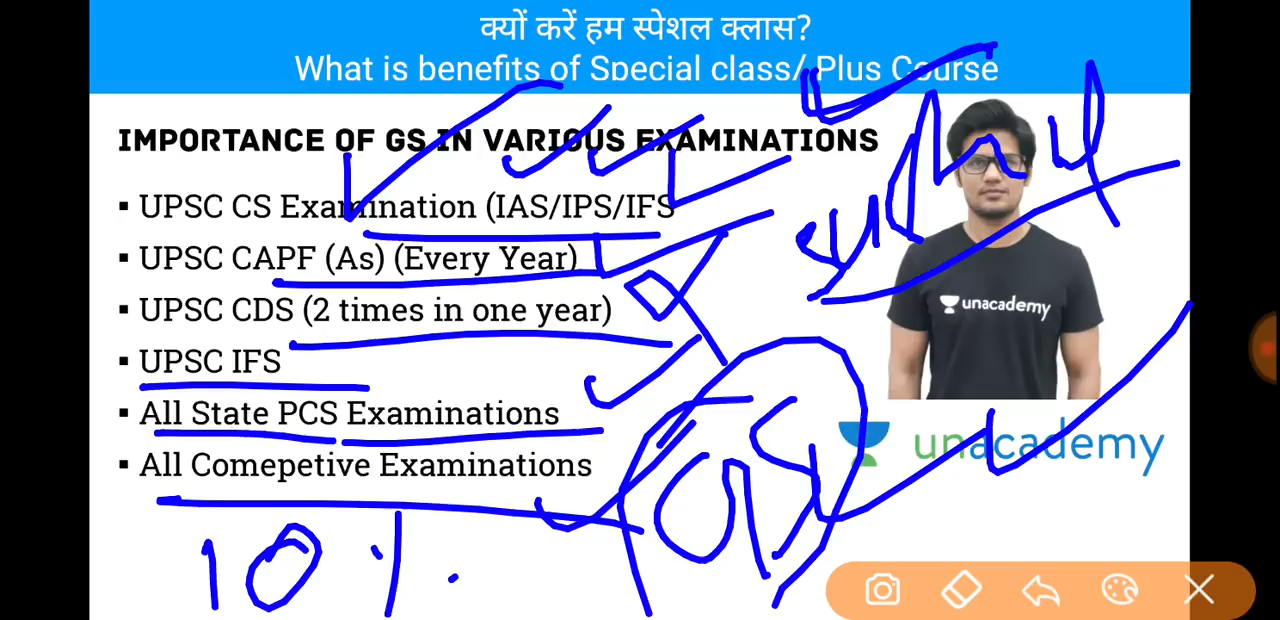 क्यों करें हम स्पेशल क्लास?
What is benefits of Special class/ Plus Course
IMPORTANCE OF GS IN VARIOUS EXAMINATIONS
▪ UPSC CS Examination (IAS/IPS/IFS
▪ UPSC CAPF (As) (Every Year)
▪ UPSC CDS (2 times in one year)
▪ UPSC IFS
▪ All State PCS Examinations
▪ All Comepetive Examinations
unacademy
unacademy
GS
10%